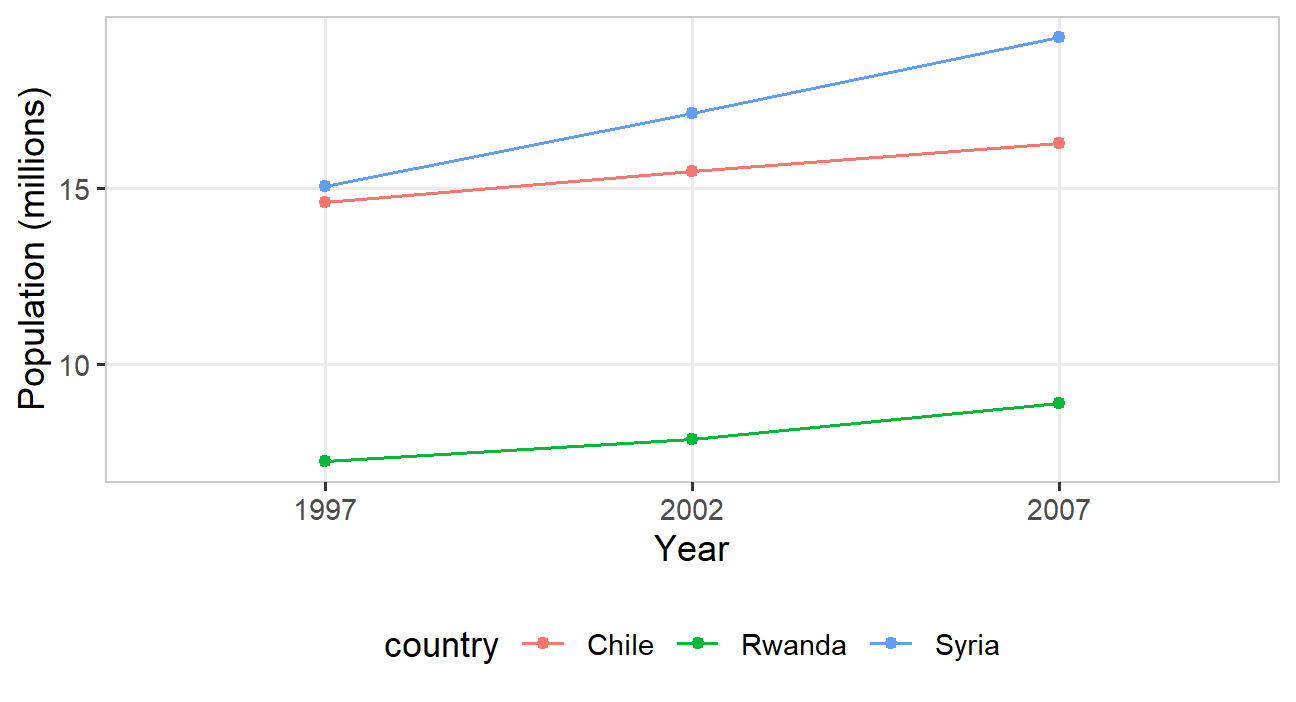 Population (millions)
15
10
1997 2002 2007
Year
country Chile Rwanda Syria